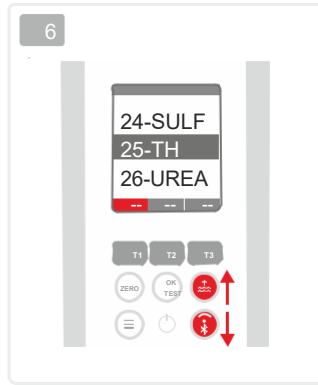 6
24-SULF
25-TH
26-UREA
-- -- --
T1 T2 T3
ZERO OK TEST